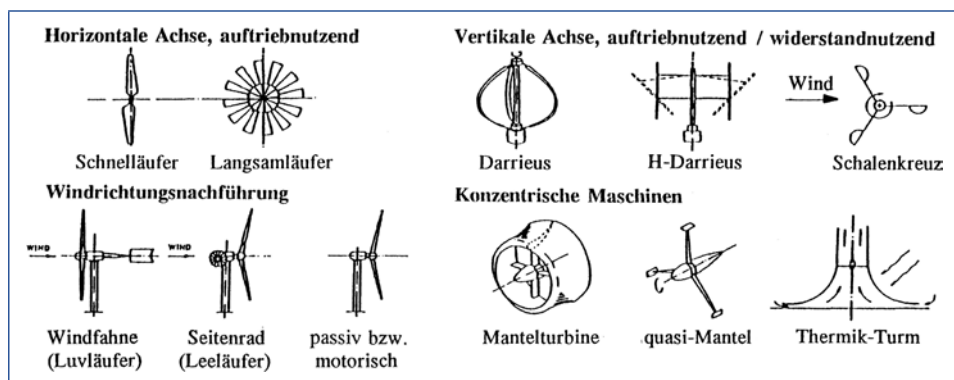 Horizontale Achse, auftriebnutzend
Schnelläufer Langsamläufer
Vertikale Achse, auftriebnutzend / widerstandnutzend
Wind
Darrieus H-Darrieus Schalenkreuz
Windrichtungsnachführung
WIND WIND
Windfahne Seitenrad passiv bzw.
(Luvläufer) (Leeläufer) motorisch
Konzentrische Maschinen
Mantelturbine quasi-Mantel Thermik-Turm